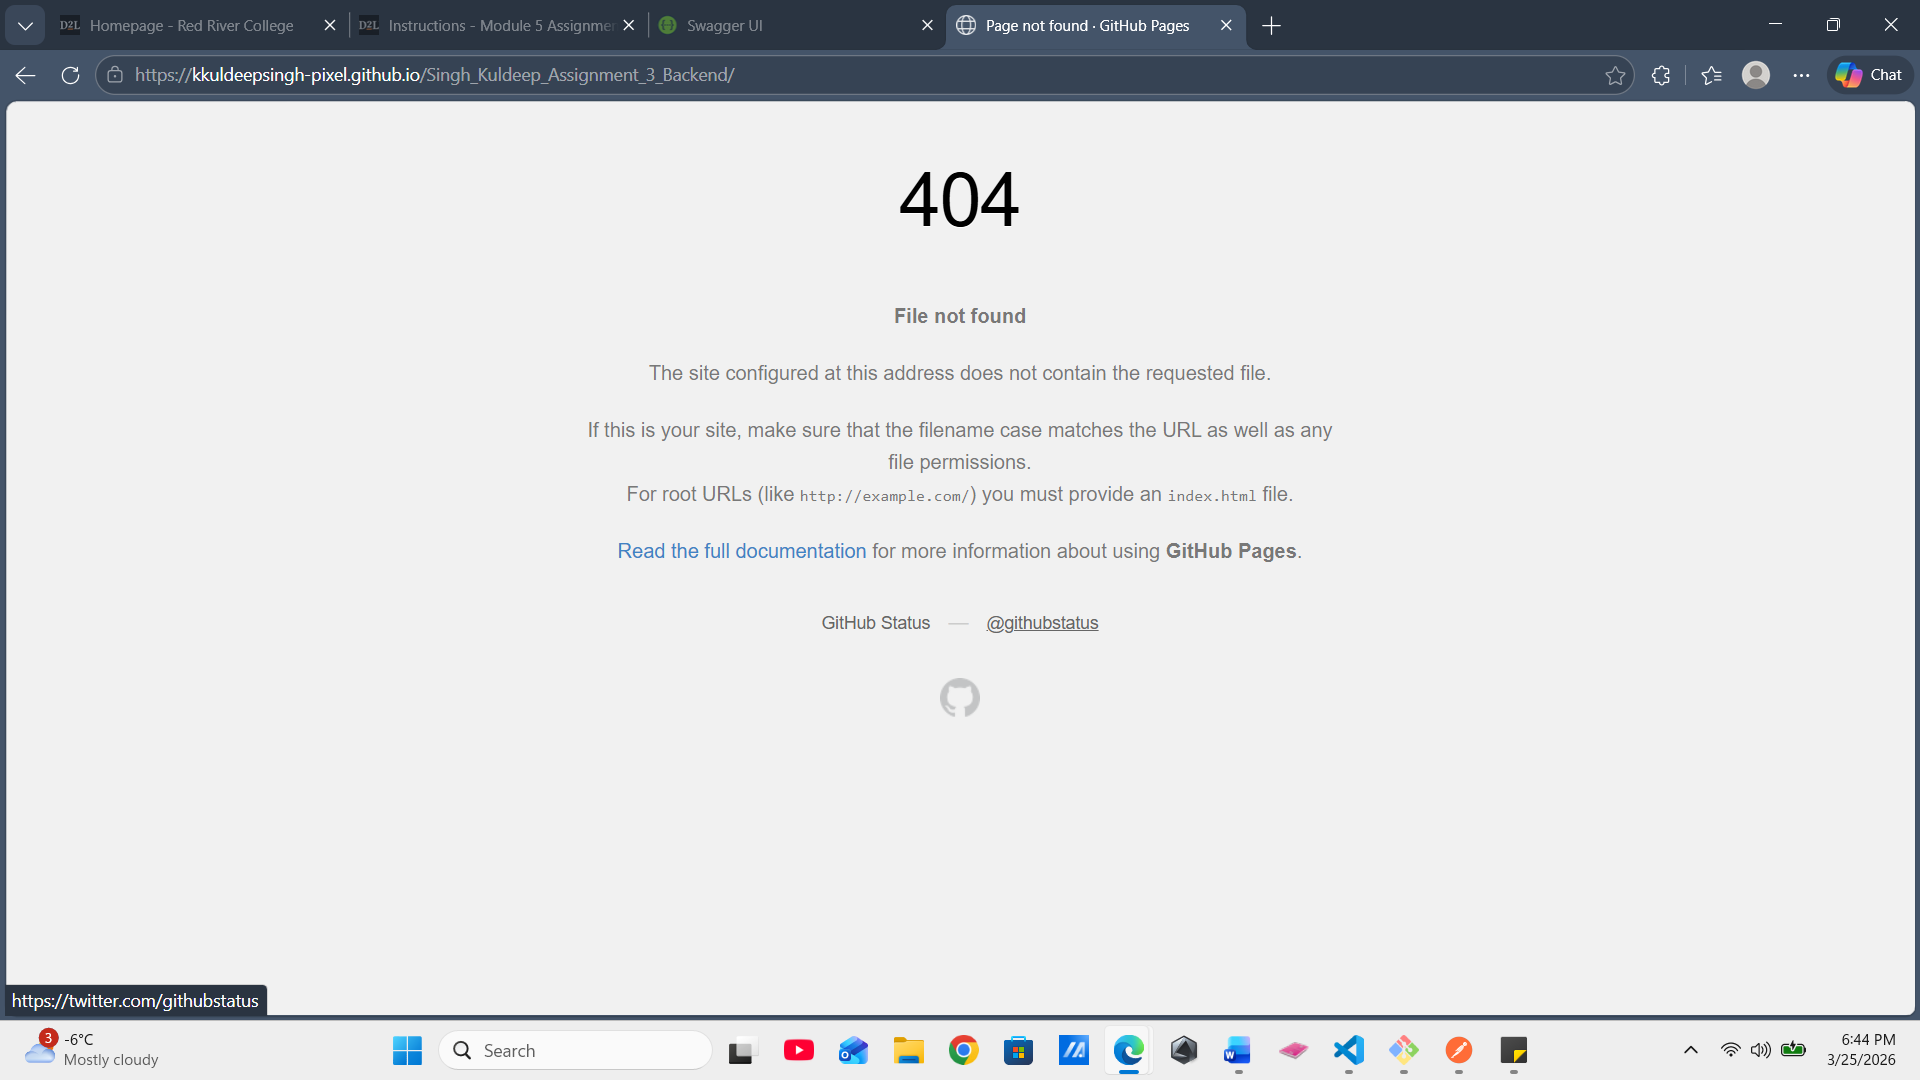 D2L Homepage - Red River College
D2L Instructions - Module 5 Assignmen
Swagger UI
Page not found · GitHub Pages
https://kkuldeepsingh-pixel.github.io/Singh_Kuldeep_Assignment_3_Backend/
Chat
404
File not found
The site configured at this address does not contain the requested file.
If this is your site, make sure that the filename case matches the URL as well as any
file permissions.
For root URLs (like http://example.com/) you must provide an index.html file.
Read the full documentation for more information about using GitHub Pages.
GitHub Status — @githubstatus
https://twitter.com/githubstatus
3
-6°C
Mostly cloudy
Search
6:44 PM
3/25/2026